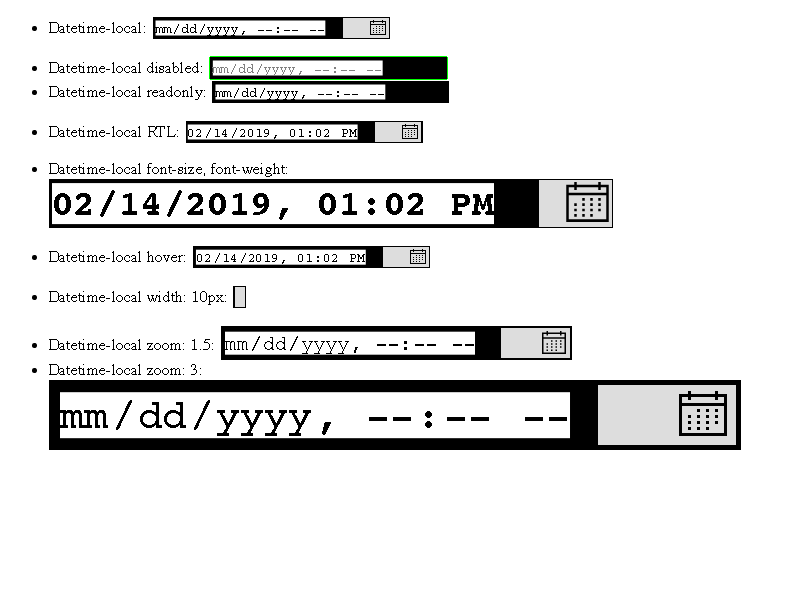 Datetime-local: mm/dd/yyyy, --:-- --
Datetime-local disabled: mm/dd/yyyy, --:-- --
Datetime-local readonly: mm/dd/yyyy, --:-- --
Datetime-local RTL: 02/14/2019, 01:02 PM
Datetime-local font-size, font-weight:
02/14/2019, 01:02 PM
Datetime-local hover: 02/14/2019, 01:02 PM
Datetime-local width: 10px:
Datetime-local zoom: 1.5: mm/dd/yyyy, --:-- --
Datetime-local zoom: 3:
mm/dd/yyyy, --:-- --